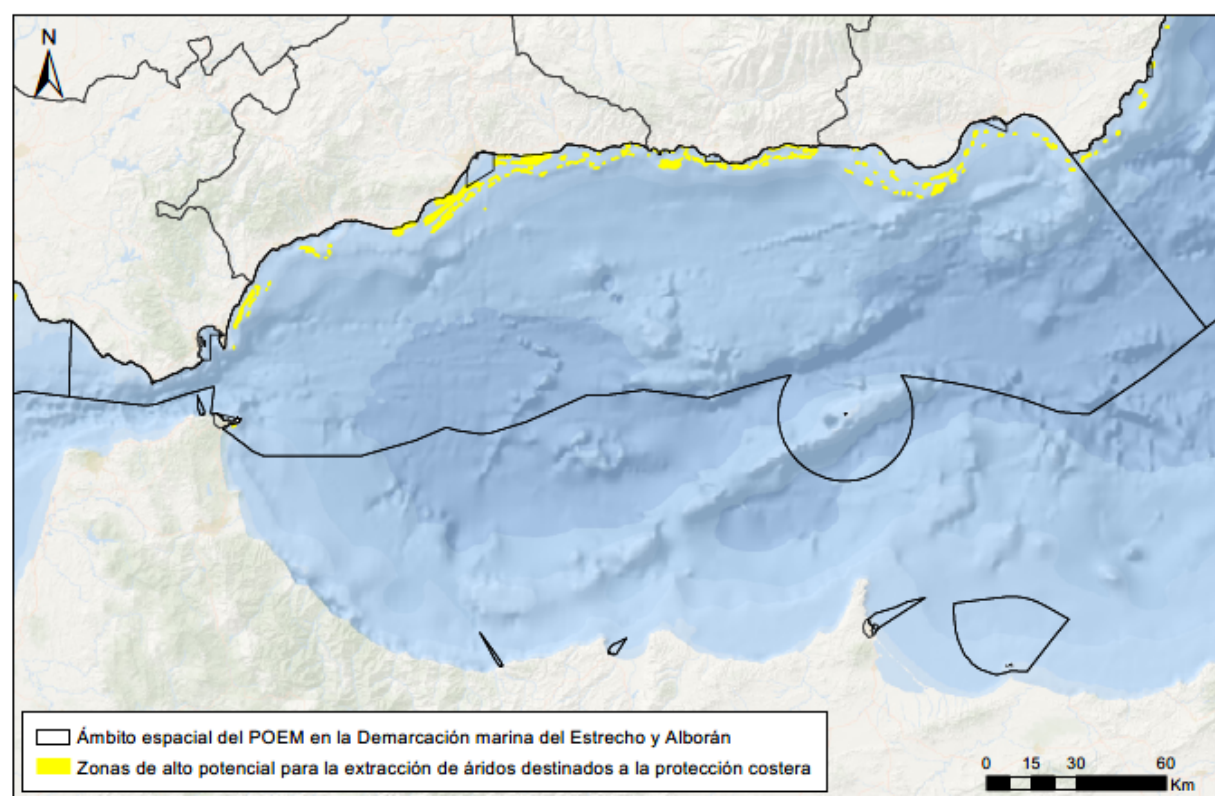 N
Ámbito espacial del POEM en la Demarcación marina del Estrecho y Alborán
Zonas de alto potencial para la extracción de áridos destinados a la protección costera
0 15 30 60
Km